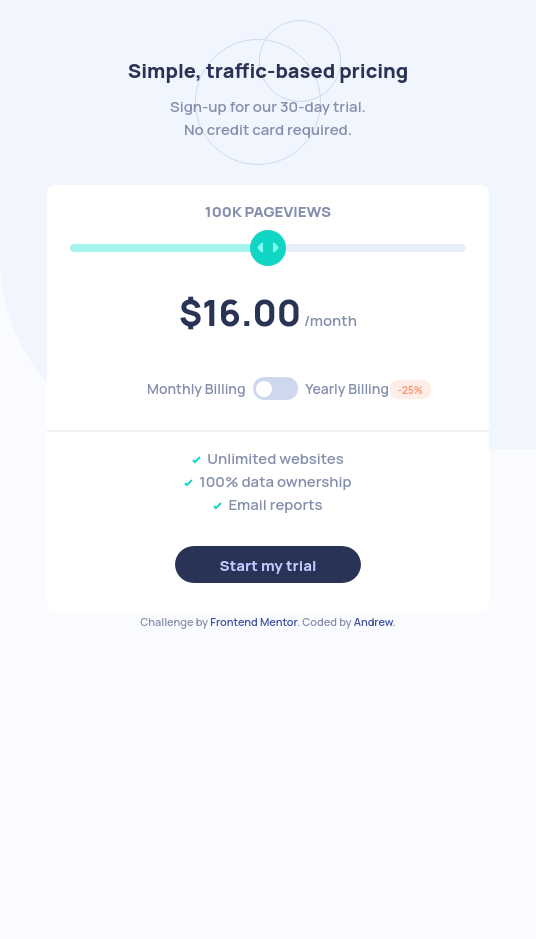 Simple, traffic-based pricing
Sign-up for our 30-day trial.
No credit card required.
100K PAGEVIEWS
$16.00 /month
Monthly Billing Yearly Billing -25%
Unlimited websites
100% data ownership
Email reports
Start my trial
Challenge by Frontend Mentor. Coded by Andrew.